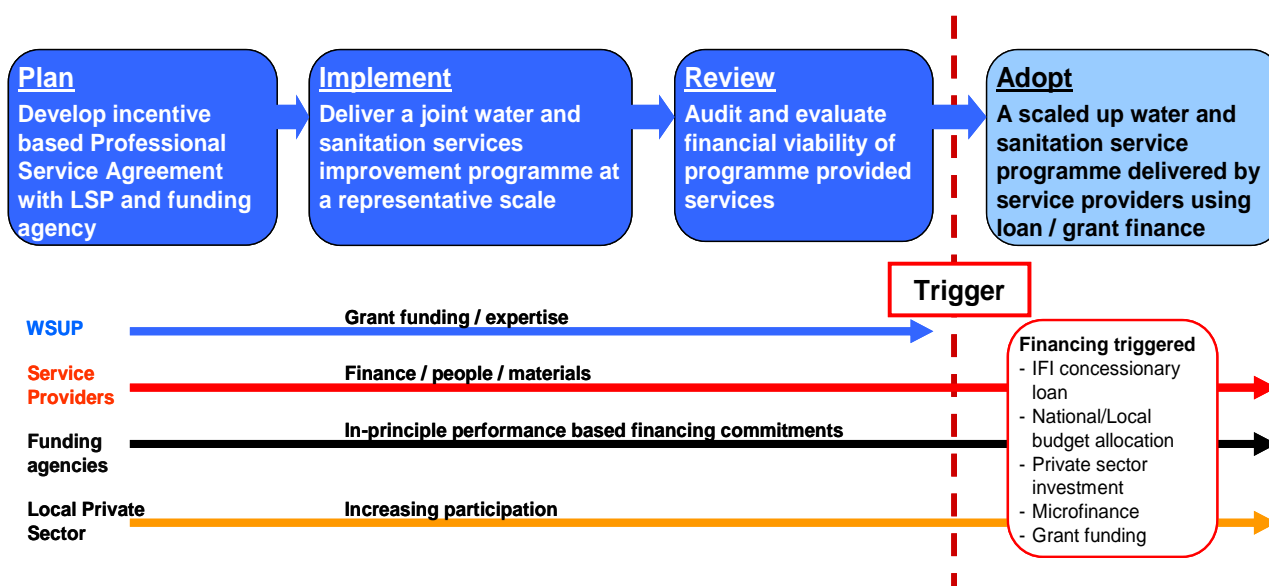 Plan
Develop incentive
based Professional
Service Agreement
with LSP and funding
agency
Implement
Deliver a joint water and
sanitation services
improvement programme at
a representative scale
Review
Audit and evaluate
financial viability of
programme provided
services
Adopt
A scaled up water and
sanitation service
programme delivered by
service providers using
loan / grant finance
Trigger
WSUP
Grant funding / expertise
Service
Providers
Finance / people / materials
Funding
agencies
In-principle performance based financing commitments
Local Private
Sector
Increasing participation
Financing triggered
- IFI concessionary
loan
- National/Local
budget allocation
- Private sector
investment
- Microfinance
- Grant funding